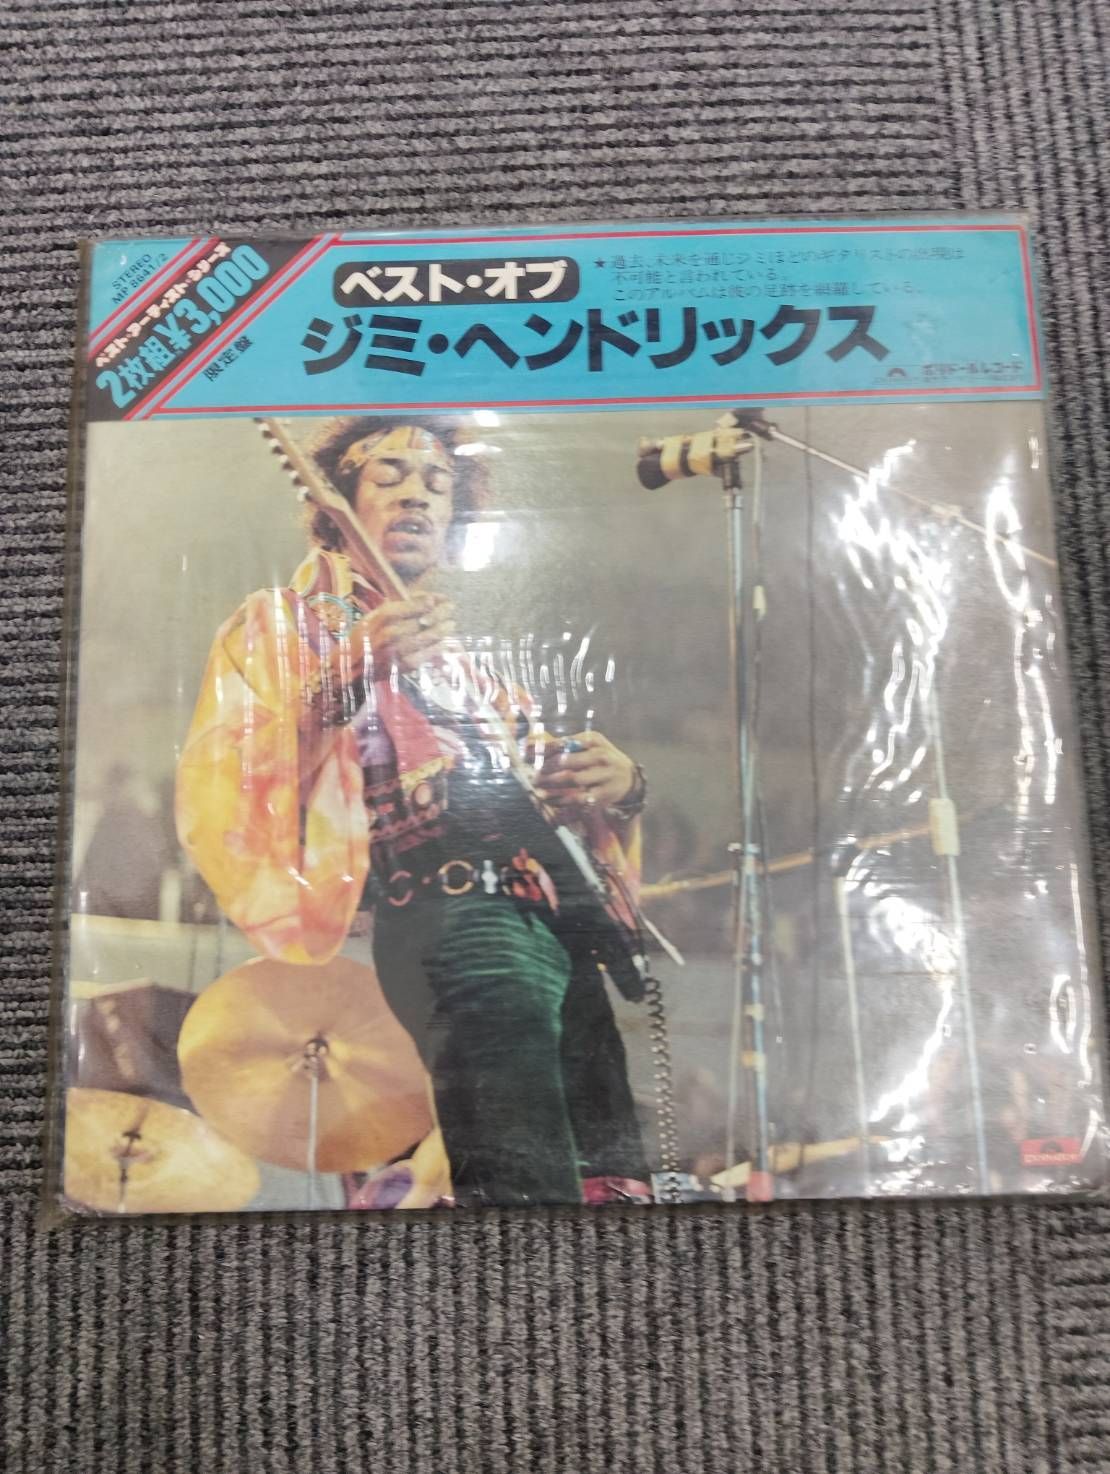 STEREO
MP 8641/2
ベスト・アーティスト・シリーズ
2枚組¥3,000
限定盤
ベスト・オブ
ジミ・ヘンドリックス
★過去、未来を通じジミほどのギタリストの出現は
不可能と言われている。
このアルバムは彼の足跡を網羅している。
ポリドールレコード